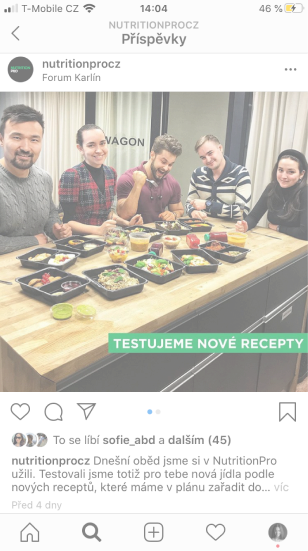 T-Mobile CZ 14:04 46 %
NUTRITIONPROCZ
Příspěvky
nutritionprocz
Forum Karlín
WAGON
TESTUJEME NOVÉ RECEPTY
To se líbí sofie_abd a dalším (45)
nutritionprocz Dnešní oběd jsme si v NutritionPro
užili. Testovali jsme totiž pro tebe nová jídla podle
nových receptů, které máme v plánu zařadit do... víc
Před 4 dny